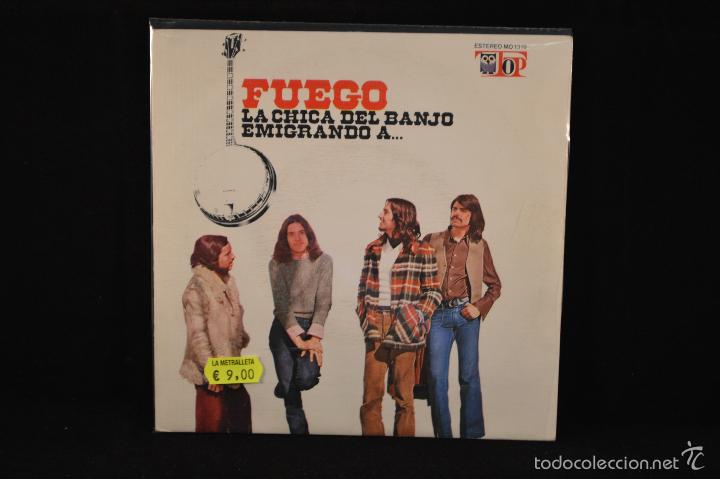 ESTEREO MO 1319
TOP
FUEGO
LA CHICA DEL BANJO
EMIGRANDO A...
LA METRALLETA
€ 9,00
todocoleccion.net